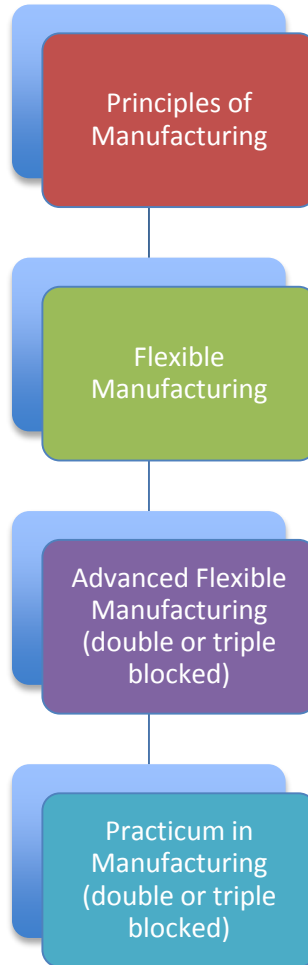 Principles of
Manufacturing
Flexible
Manufacturing
Advanced Flexible
Manufacturing
(double or triple
blocked)
Practicum in
Manufacturing
(double or triple
blocked)